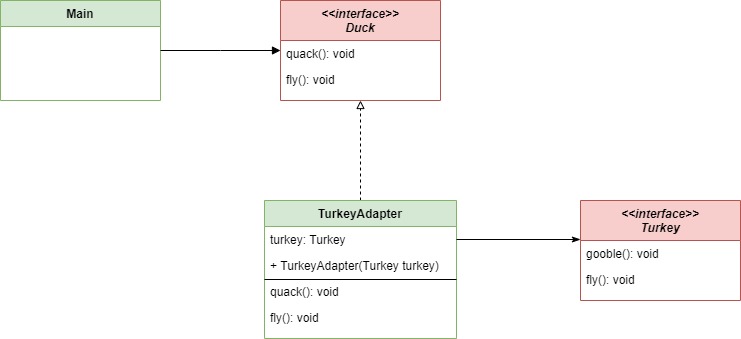 Main
<<interface>>
Duck
quack(): void
fly(): void
TurkeyAdapter
turkey: Turkey
+ TurkeyAdapter(Turkey turkey)
quack(): void
fly(): void
<<interface>>
Turkey
gooble(): void
fly(): void